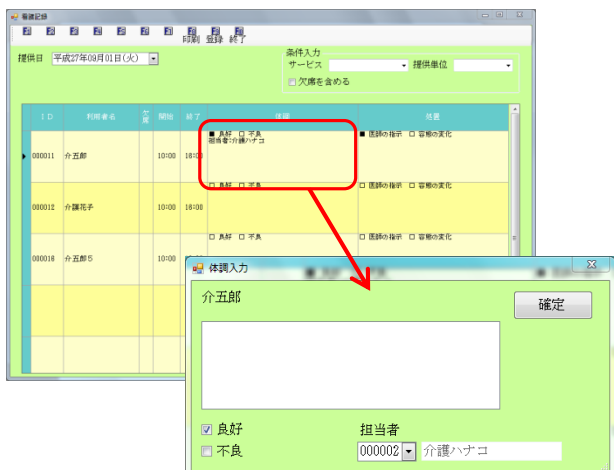 看護記録
印刷 登録 終了
提供日 平成27年09月01日(火)
条件入力
サービス 提供単位
欠席を含める
ID 利用者名 欠席 開始 終了 体調 処置
■ 良好 □ 不良 ■ 医師の指示 □ 容態の変化
担当者:介護ハナコ
000011 介五郎 10:00 16:00
□ 良好 □ 不良 □ 医師の指示 □ 容態の変化
000012 介護花子 10:00 16:00
□ 良好 □ 不良 □ 医師の指示 □ 容態の変化
000016 介五郎5 10:00
体調入力
介五郎 確定
良好 担当者
不良 000002 介護ハナコ